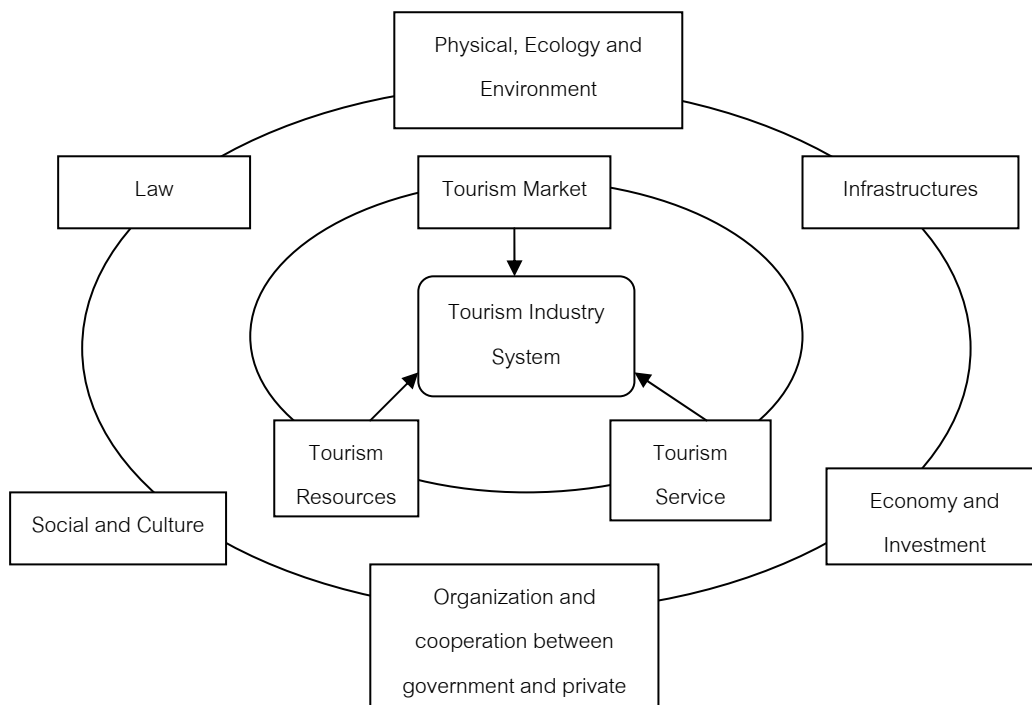 Physical, Ecology and
Environment
Law
Tourism Market
Infrastructures
Tourism Industry
System
Tourism
Resources
Tourism
Service
Social and Culture
Economy and
Investment
Organization and
cooperation between
government and private